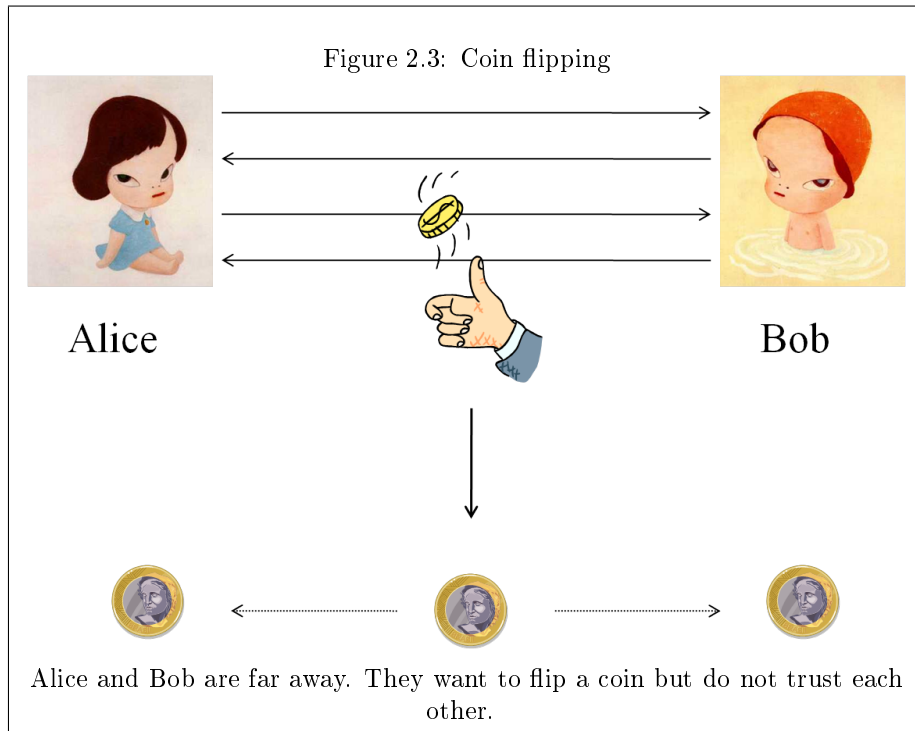 Figure 2.3: Coin flipping
Alice
Bob
Alice and Bob are far away. They want to flip a coin but do not trust each
other.